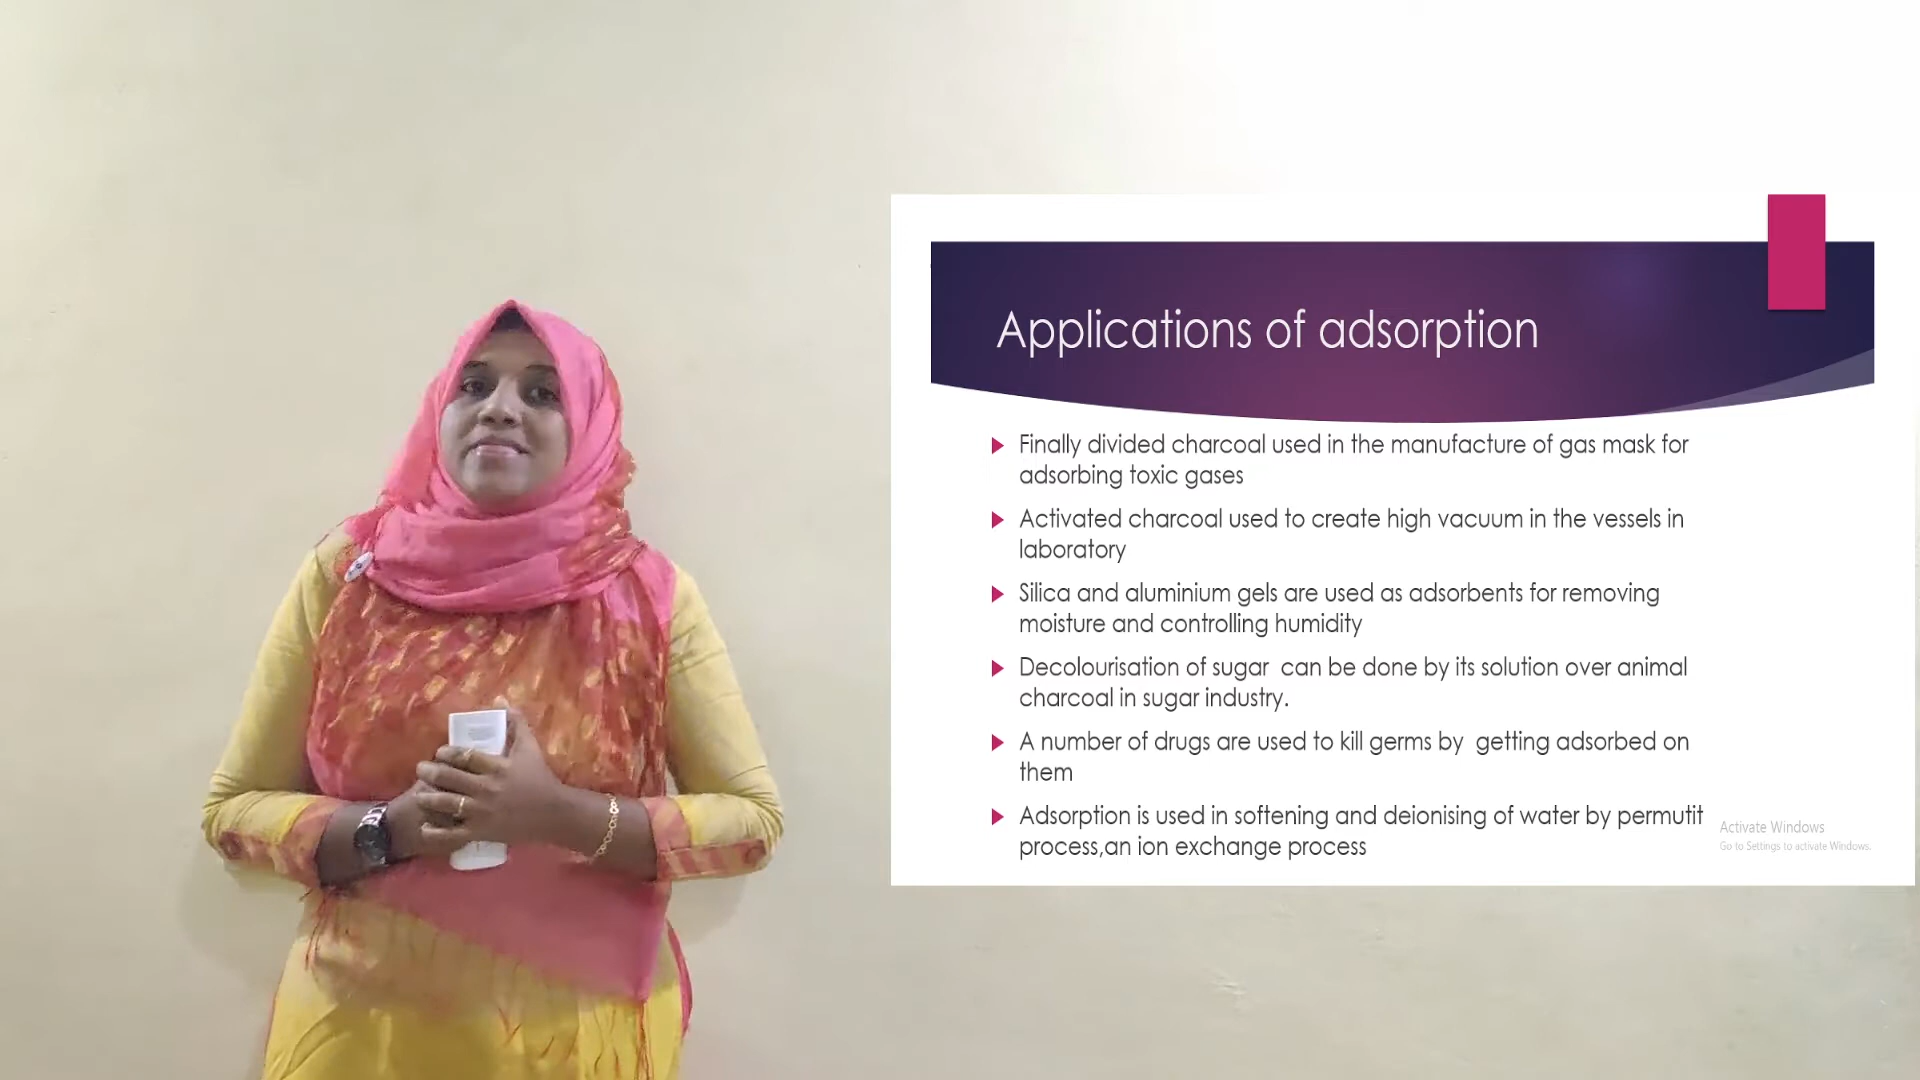 Applications of adsorption
Finally divided charcoal used in the manufacture of gas mask for
adsorbing toxic gases
Activated charcoal used to create high vacuum in the vessels in
laboratory
Silica and aluminium gels are used as adsorbents for removing
moisture and controlling humidity
Decolourisation of sugar  can be done by its solution over animal
charcoal in sugar industry.
A number of drugs are used to kill germs by  getting adsorbed on
them
Adsorption is used in softening and deionising of water by permutit
process,an ion exchange process
Activate Windows
Go to Settings to activate Windows.